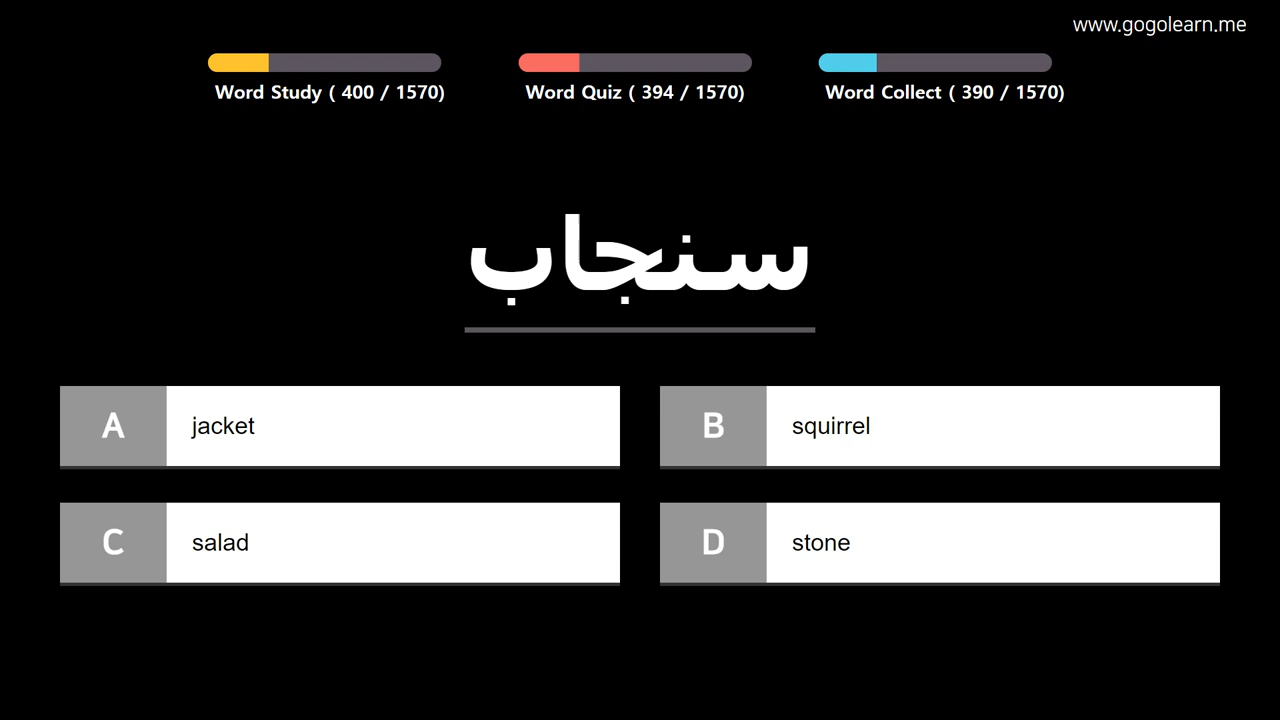 www.gogolearn.me
Word Study ( 400 / 1570)
Word Quiz ( 394 / 1570)
Word Collect ( 390 / 1570)
سنجاب
A jacket
B squirrel
C salad
D stone